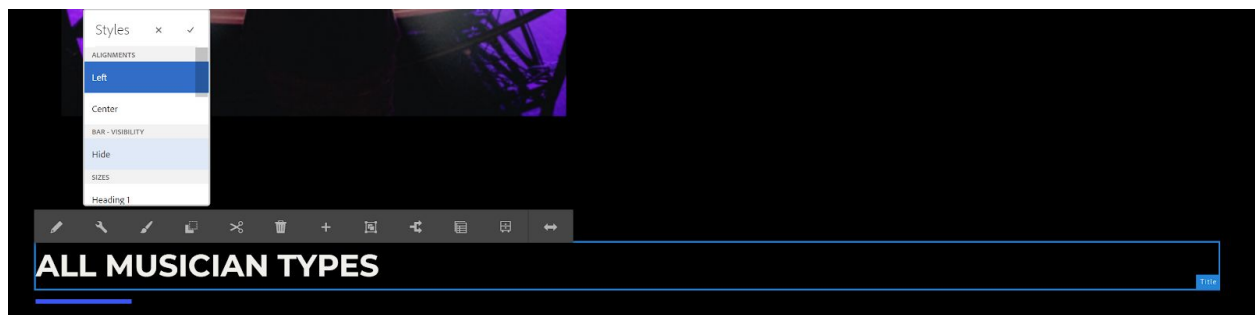 Styles
ALIGNMENTS
Left
Center
BAR - VISIBILITY
Hide
SIZES
Heading 1
ALL MUSICIAN TYPES
Title